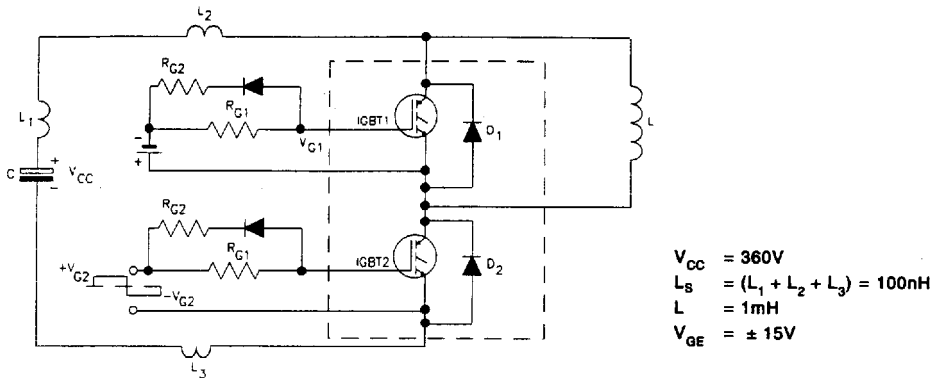 L2
RG2
RG1
IGBT1
D1
L1
VG1
L
-
+
+
C
VCC
-
RG2
RG1
IGBT2
D2
+VG2
-VG2
L3
VCC = 360V
LS = (L1 + L2 + L3) = 100nH
L = 1mH
VGE = ± 15V